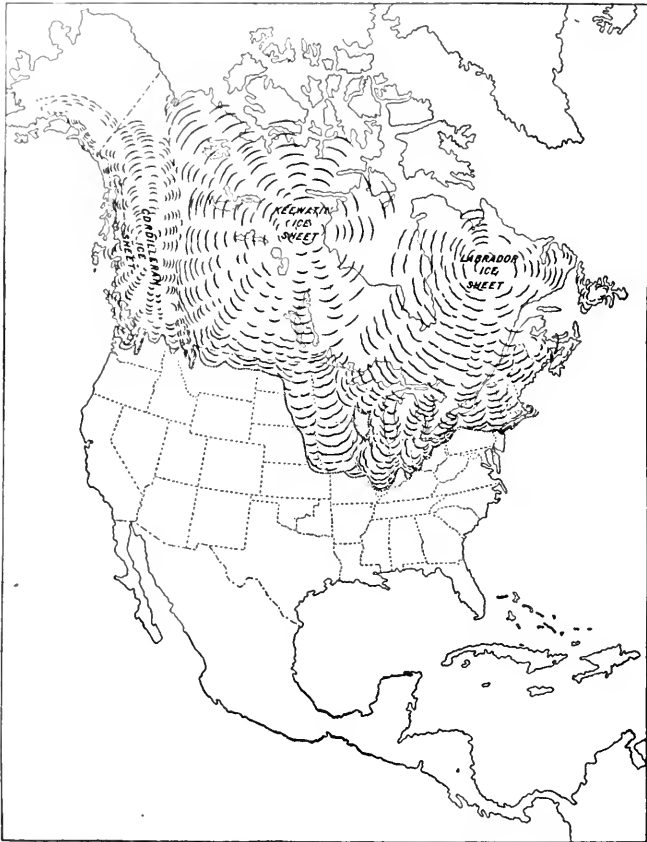 KEEWATIN
ICE
SHEET
CORDILLERAN
ICE
SHEET
LABRADOR
ICE
SHEET